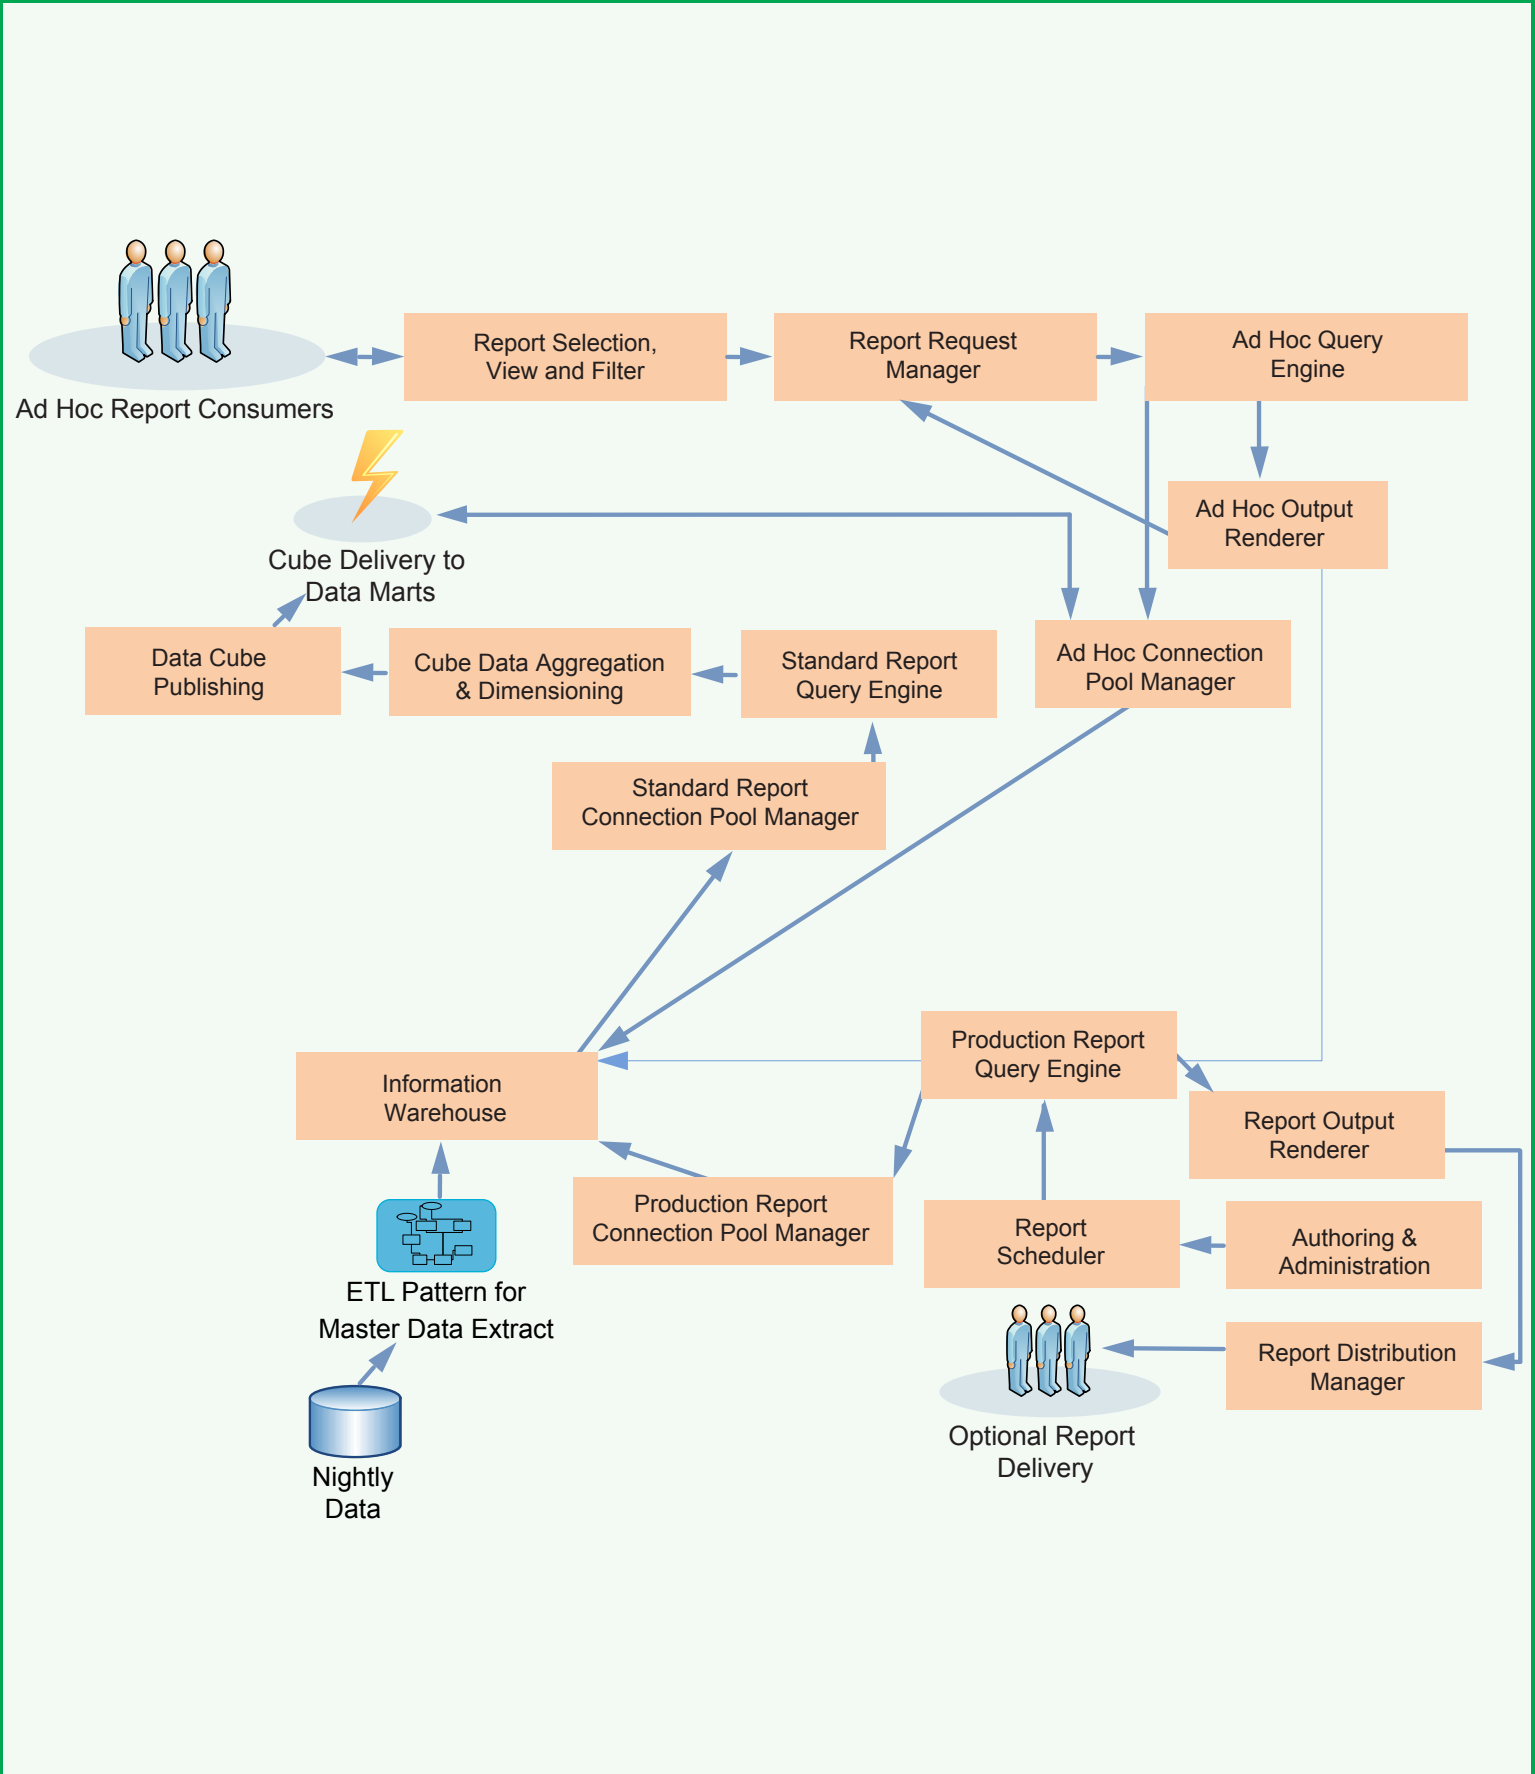 Report Selection,
View and Filter
Report Request
Manager
Ad Hoc Query
Engine
Ad Hoc Report Consumers
Ad Hoc Output
Renderer
Cube Delivery to
Data Marts
Data Cube
Publishing
Cube Data Aggregation
& Dimensioning
Standard Report
Query Engine
Ad Hoc Connection
Pool Manager
Standard Report
Connection Pool Manager
Production Report
Query Engine
Information
Warehouse
Report Output
Renderer
Production Report
Connection Pool Manager
Report
Scheduler
Authoring &
Administration
ETL Pattern for
Master Data Extract
Report Distribution
Manager
Optional Report
Delivery
Nightly
Data